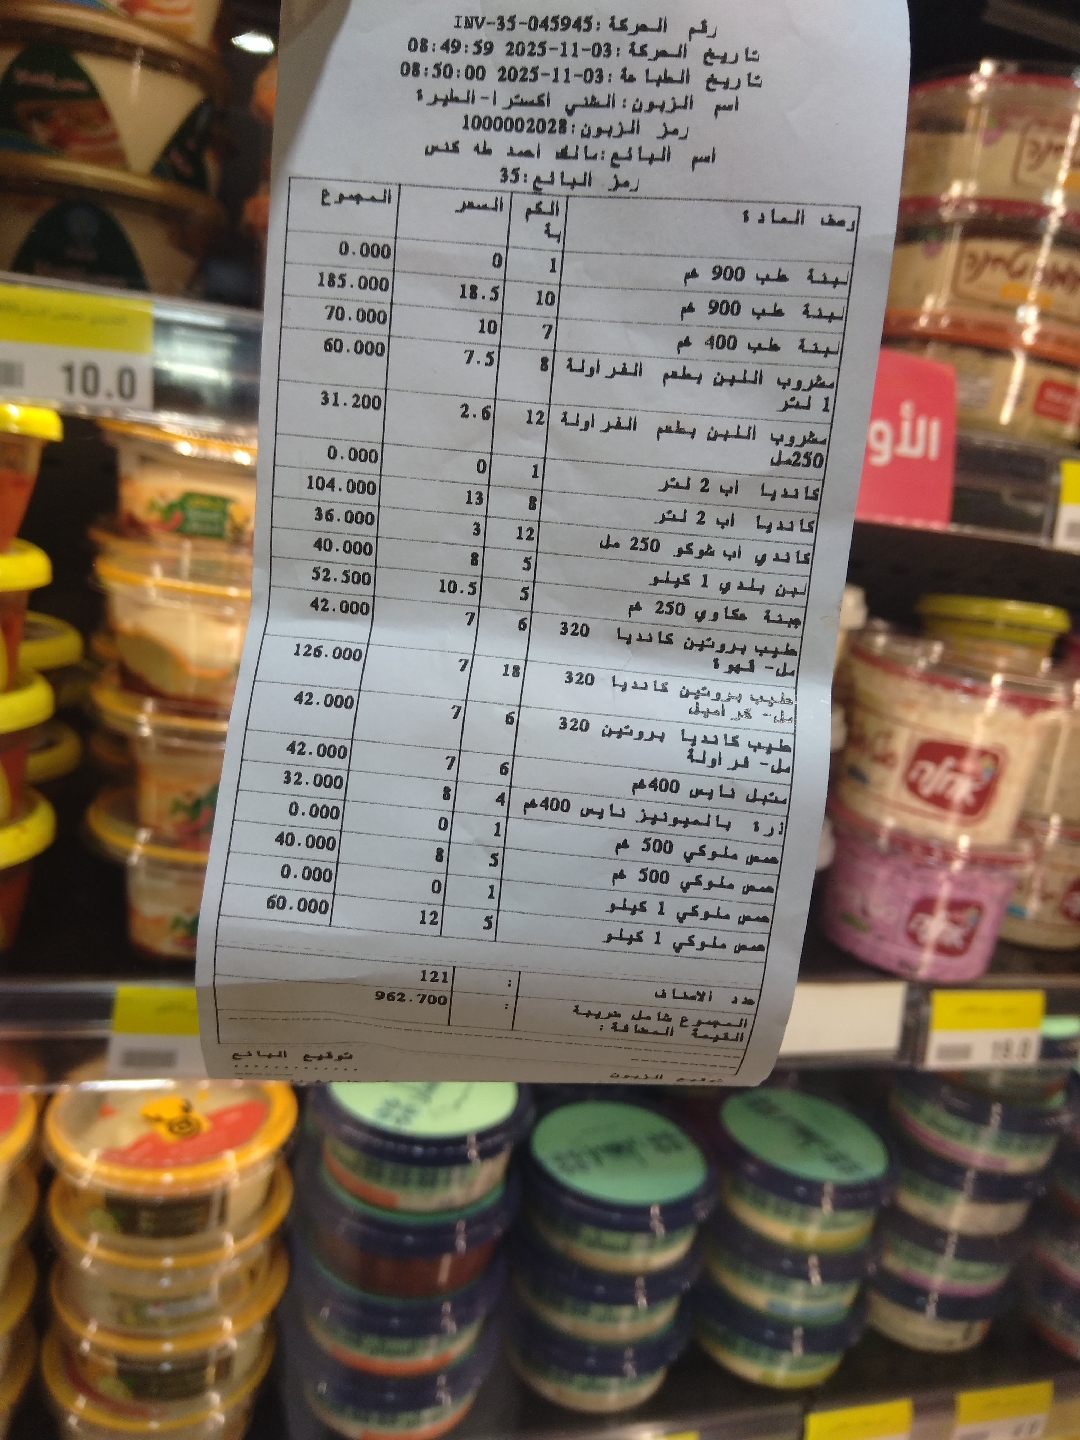 رقم الحركة :INV-35-045945
تاريخ الحركة :2025-11-03 08:49:59
تاريخ الطباعة :2025-11-03 08:50:00
اسم الزبون :الشني اكسترا-الطيرة
رمز الزبون :1000002028
اسم البائع :مالك احمد طه كنس
رمز البائع :35
وصف المادة الكمية السعر المجموع
لبنة طب 900 غم 1 0 0.000
لبنة طب 900 غم 10 18.5 185.000
لبنة طب 400 غم 7 10 70.000
مشروب اللبن بطعم الفراولة 8 7.5 60.000
1 لتر
مشروب اللبن بطعم الفراولة 12 2.6 31.200
250مل
كانديا اب 2 لتر 1 0 0.000
كانديا اب 2 لتر 8 13 104.000
كاندي اب شوكو 250 مل 12 3 36.000
لبن بلدي 1 كيلو 5 8 40.000
جبنة عكاوي 250 غم 5 10.5 52.500
حليب بروتين كانديا 320 6 7 42.000
مل- قهوة
حليب بروتين كانديا 320 18 7 126.000
مل- كراميل
حليب كانديا بروتين 320 6 7 42.000
مل- فراولة
متبل نايس 400غم 6 7 42.000
ذرة بالميونيز نايس 400غم 4 8 32.000
حمص ملوكي 500 غم 1 0 0.000
حمص ملوكي 500 غم 5 8 40.000
حمص ملوكي 1 كيلو 1 0 0.000
حمص ملوكي 1 كيلو 5 12 60.000
عدد الاصناف : 121
المجموع شامل ضريبة : 962.700
القيمة المضافة :
توقيع الزبون توقيع البائع
10.0
الأو
אחלה
אחלה